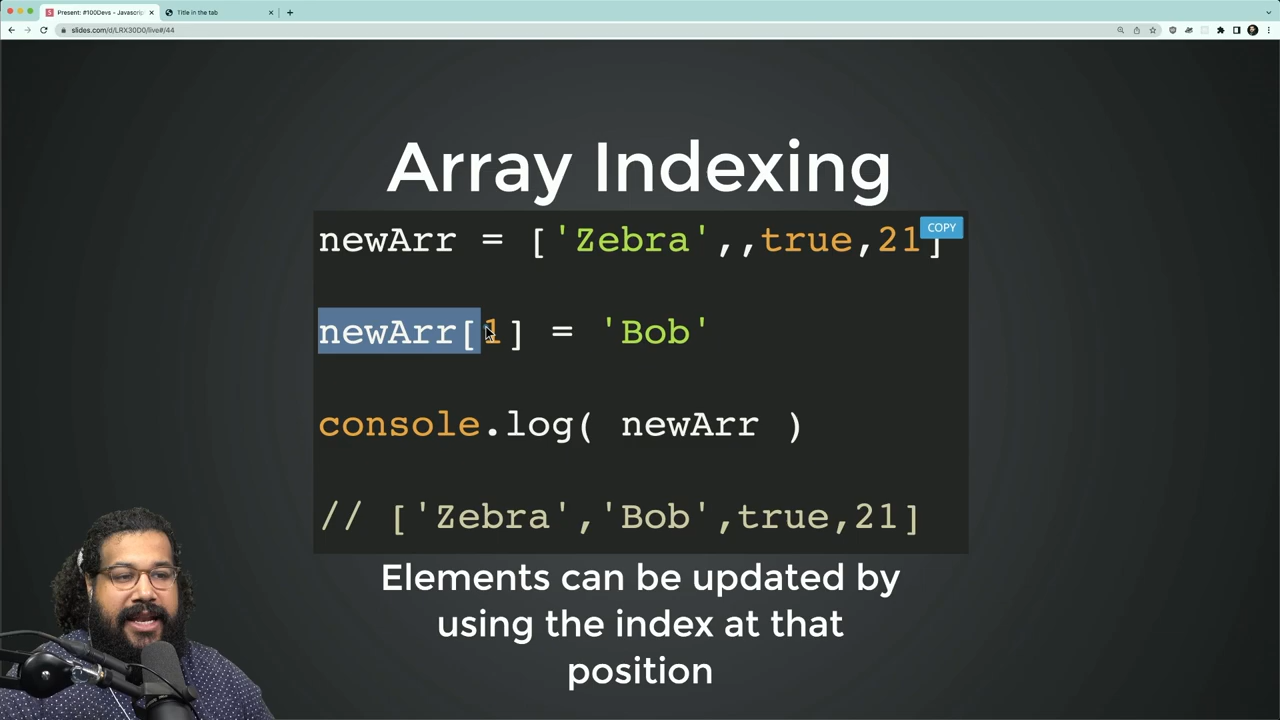 Present: #100Devs - Javascrip
Title in the tab
slides.com/d/LRX30D0/live#/44
Array Indexing
newArr = ['Zebra',,true,21]
COPY
newArr[1] = 'Bob'
console.log( newArr )
// ['Zebra','Bob',true,21]
Elements can be updated by
using the index at that
position